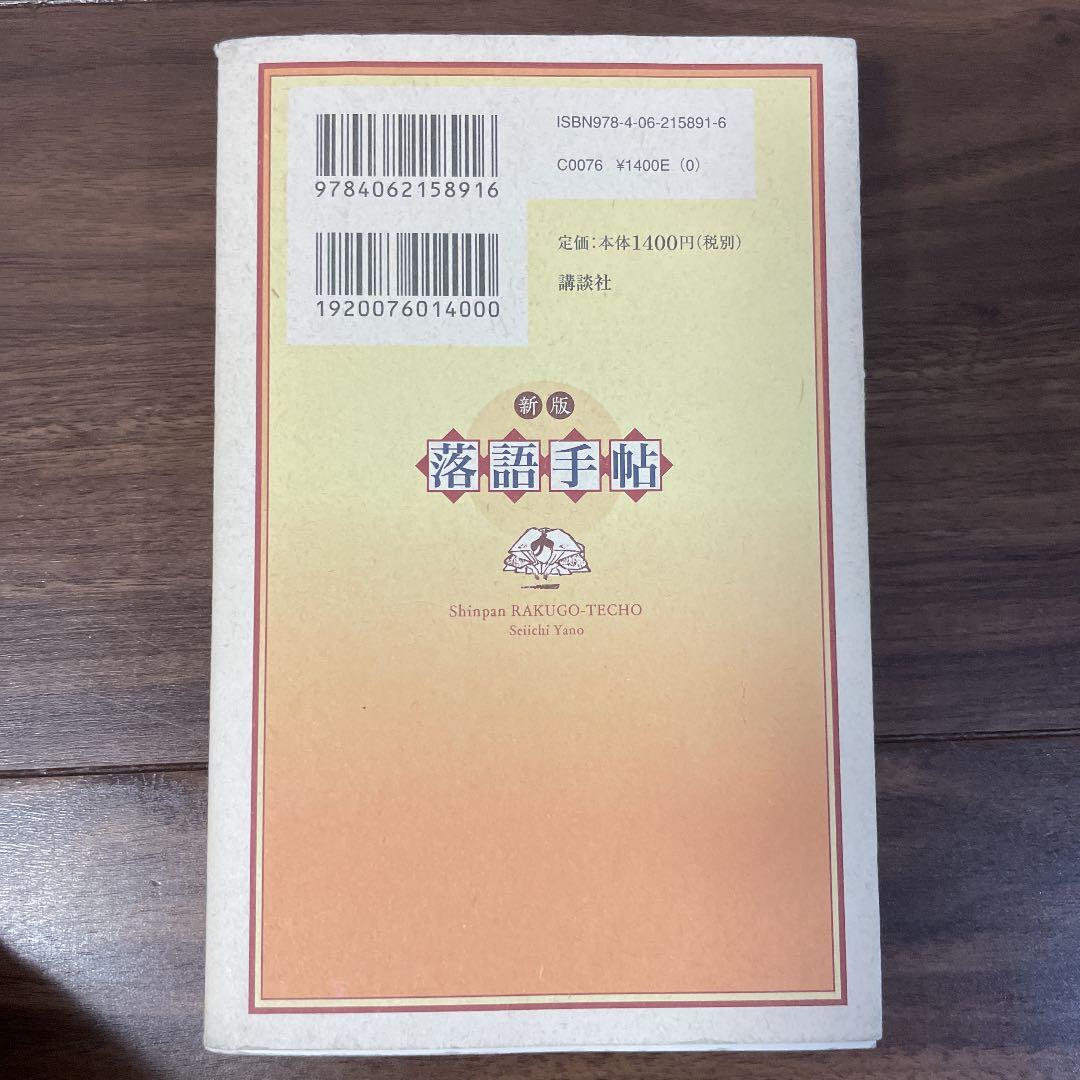 ISBN978-4-06-215891-6
C0076 ¥1400E (0)
9784062158916
定価：本体1400円（税別）
講談社
1920076014000
新版
落語手帖
Shinpan RAKUGO-TECHO
Seiichi Yano